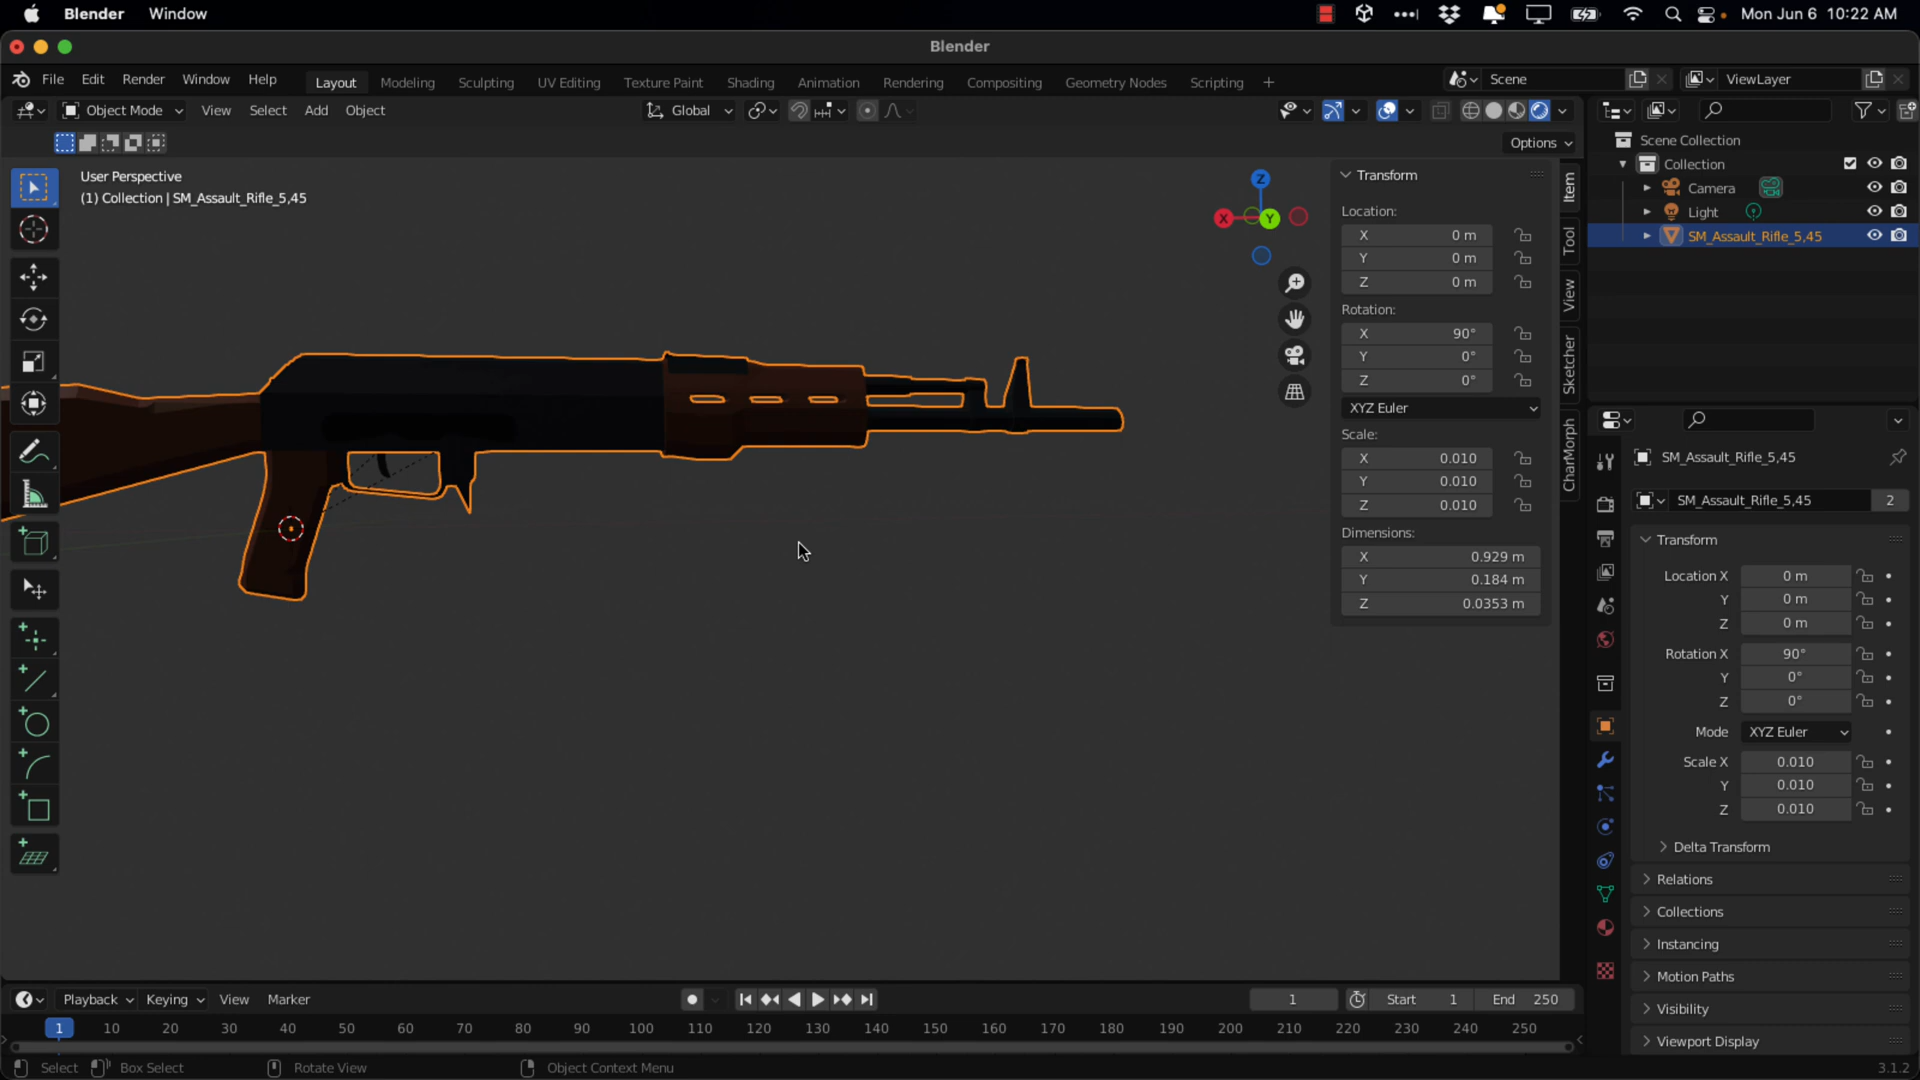 Blender Window Mon Jun 6 10:22 AM
Blender
File Edit Render Window Help Layout Modeling Sculpting UV Editing Texture Paint Shading Animation Rendering Compositing Geometry Nodes Scripting + Scene ViewLayer
Object Mode View Select Add Object Global
Options
User Perspective
(1) Collection | SM_Assault_Rifle_5,45
Z
X
Y
Transform
Location:
X 0 m
Y 0 m
Z 0 m
Rotation:
X 90°
Y 0°
Z 0°
XYZ Euler
Scale:
X 0.010
Y 0.010
Z 0.010
Dimensions:
X 0.929 m
Y 0.184 m
Z 0.0353 m
Item
Tool
View
Sketcher
CharMorph
Scene Collection
Collection
Camera
Light
SM_Assault_Rifle_5,45
SM_Assault_Rifle_5,45
SM_Assault_Rifle_5,45 2
Transform
Location X 0 m
Y 0 m
Z 0 m
Rotation X 90°
Y 0°
Z 0°
Mode XYZ Euler
Scale X 0.010
Y 0.010
Z 0.010
Delta Transform
Relations
Collections
Instancing
Motion Paths
Visibility
Viewport Display
Playback Keying View Marker 1 Start 1 End 250
1 10 20 30 40 50 60 70 80 90 100 110 120 130 140 150 160 170 180 190 200 210 220 230 240 250
Select Box Select Rotate View Object Context Menu 3.1.2